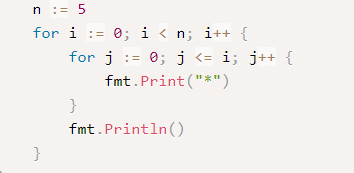 n := 5
for i := 0; i < n; i++ {
    for j := 0; j <= i; j++ {
        fmt.Print("*")
    }
    fmt.Println()
}